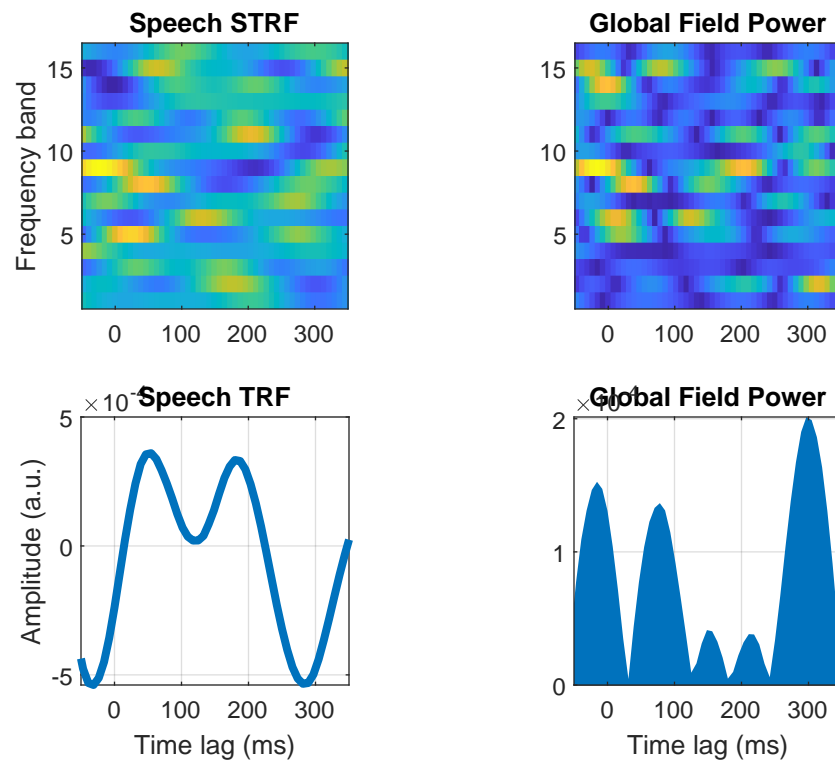 Speech STRF
Global Field Power
Frequency band
15
10
5
0 100 200 300
15
10
5
0 100 200 300
×10⁻⁴
Speech TRF
×10⁻⁴
Global Field Power
Amplitude (a.u.)
5
0
-5
0 100 200 300
Time lag (ms)
2
1
0
0 100 200 300
Time lag (ms)